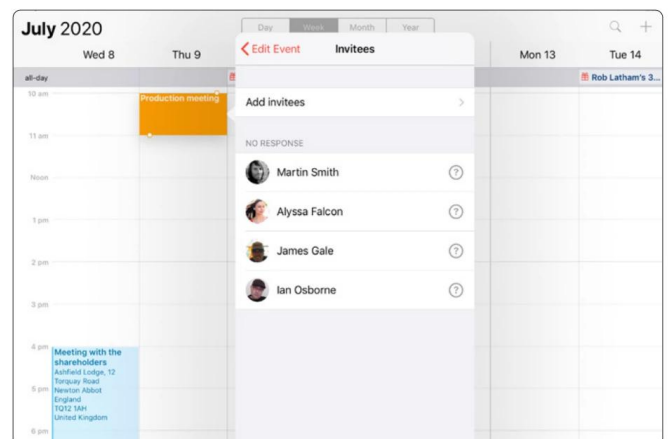 July 2020
Day Week Month Year
Edit Event Invitees
Wed 8 Thu 9 Mon 13 Tue 14
all-day
Rob Latham's 3...
10 am
Production meeting
Add invitees
11 am
NO RESPONSE
Martin Smith ?
Noon
Alyssa Falcon ?
1 pm
James Gale ?
2 pm
Ian Osborne ?
3 pm
4 pm
Meeting with the
shareholders
Ashfield Lodge, 12
Torquay Road
5 pm
Newton Abbot
England
TQ12 1AH
United Kingdom
6 pm